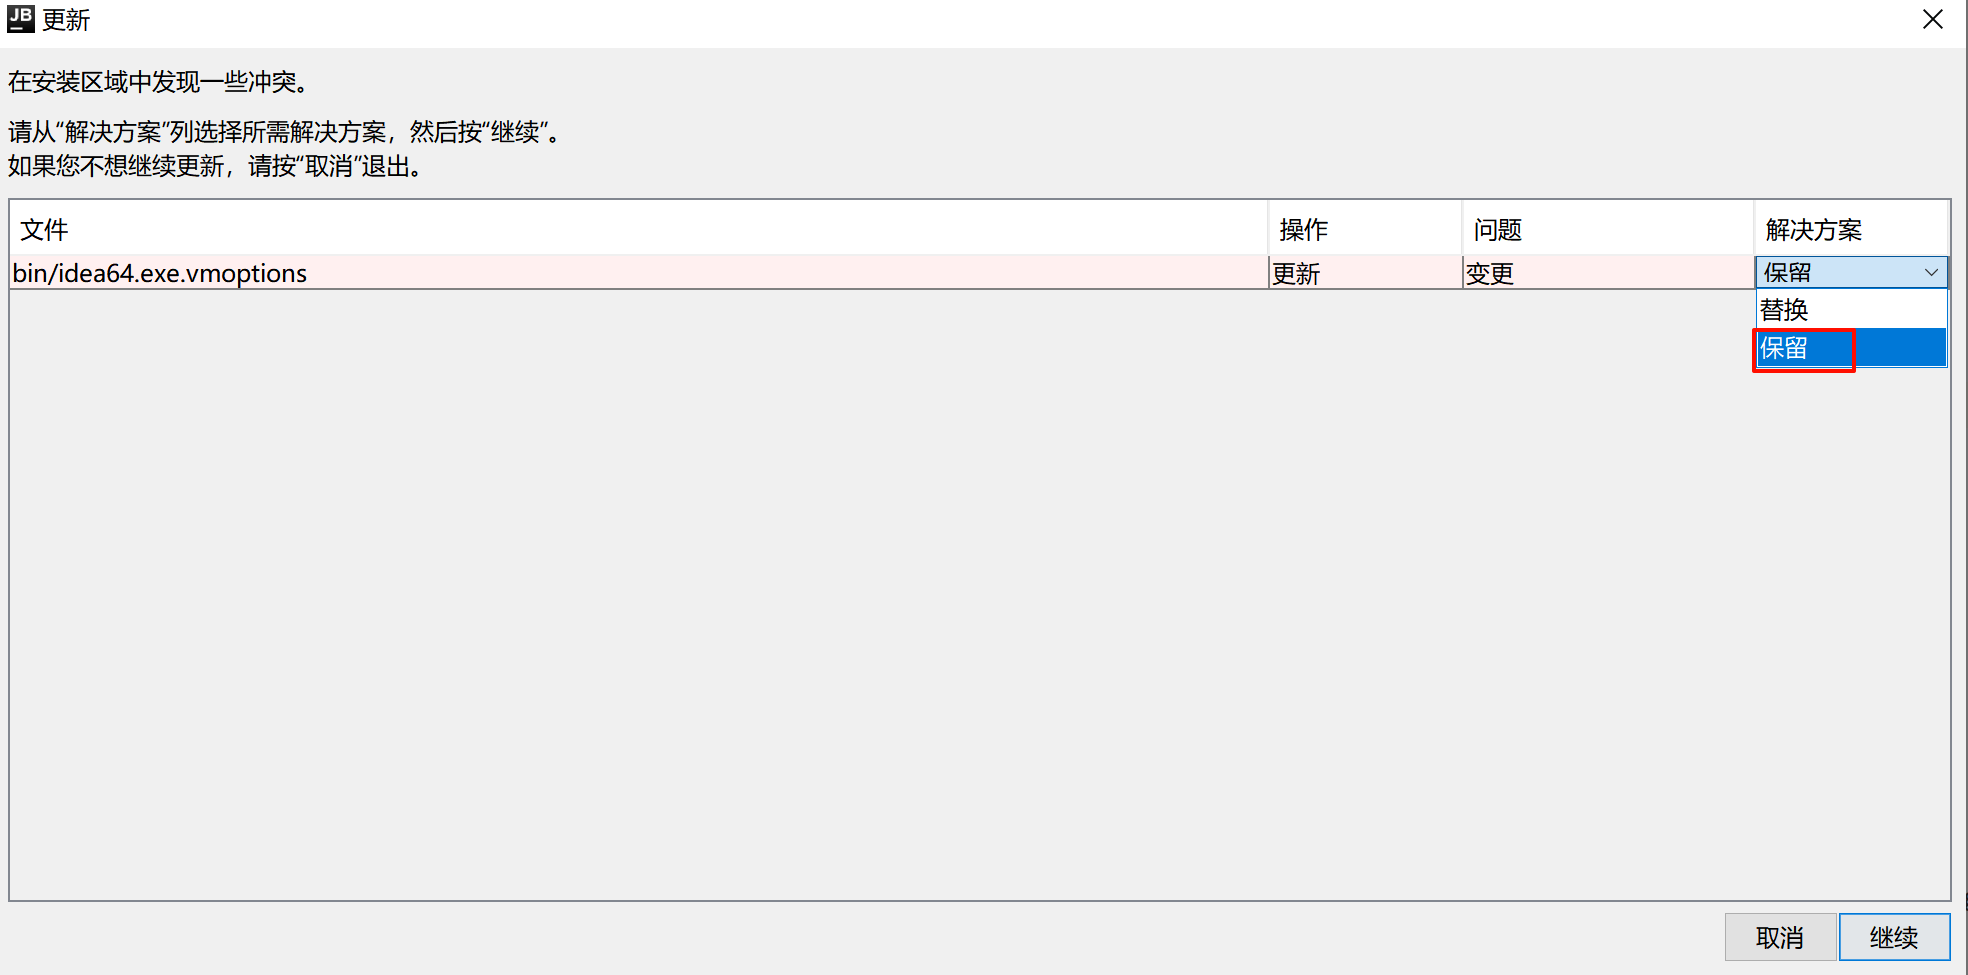 JB 更新
在安装区域中发现一些冲突。
请从“解决方案”列选择所需解决方案，然后按“继续”。
如果您不想继续更新，请按“取消”退出。
文件 操作 问题 解决方案
bin/idea64.exe.vmoptions 更新 变更 保留
替换
保留
取消 继续